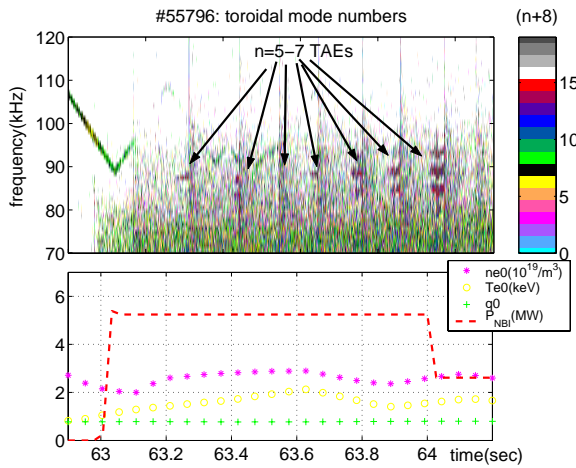 #55796: toroidal mode numbers
(n+8)
n=5−7 TAEs
frequency(kHz)
120
110
100
90
80
70
15
10
5
0
ne0(10^19/m^3)
Te0(keV)
q0
P_NBI(MW)
6
4
2
0
63
63.2
63.4
63.6
63.8
64
time(sec)